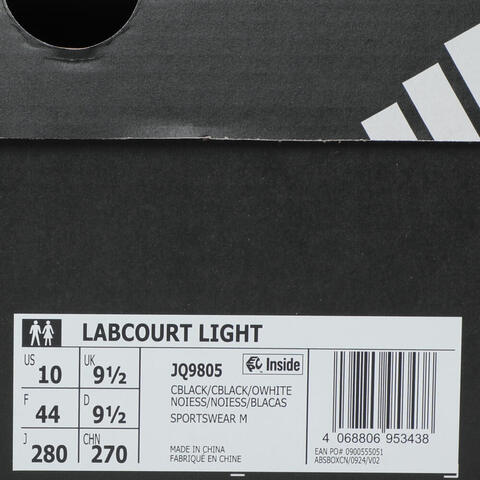 LABCOURT LIGHT
US 10 UK 9½
F 44 D 9½
J 280 CHN 270
JQ9805 Inside
CBLACK/CBLACK/OWHITE
NOIESS/NOIESS/BLACAS
SPORTSWEAR M
MADE IN CHINA
FABRIQUÉ EN CHINE
4 068806 953438
EAN PO# 0900555051
ABSBOXCN/0924/V02